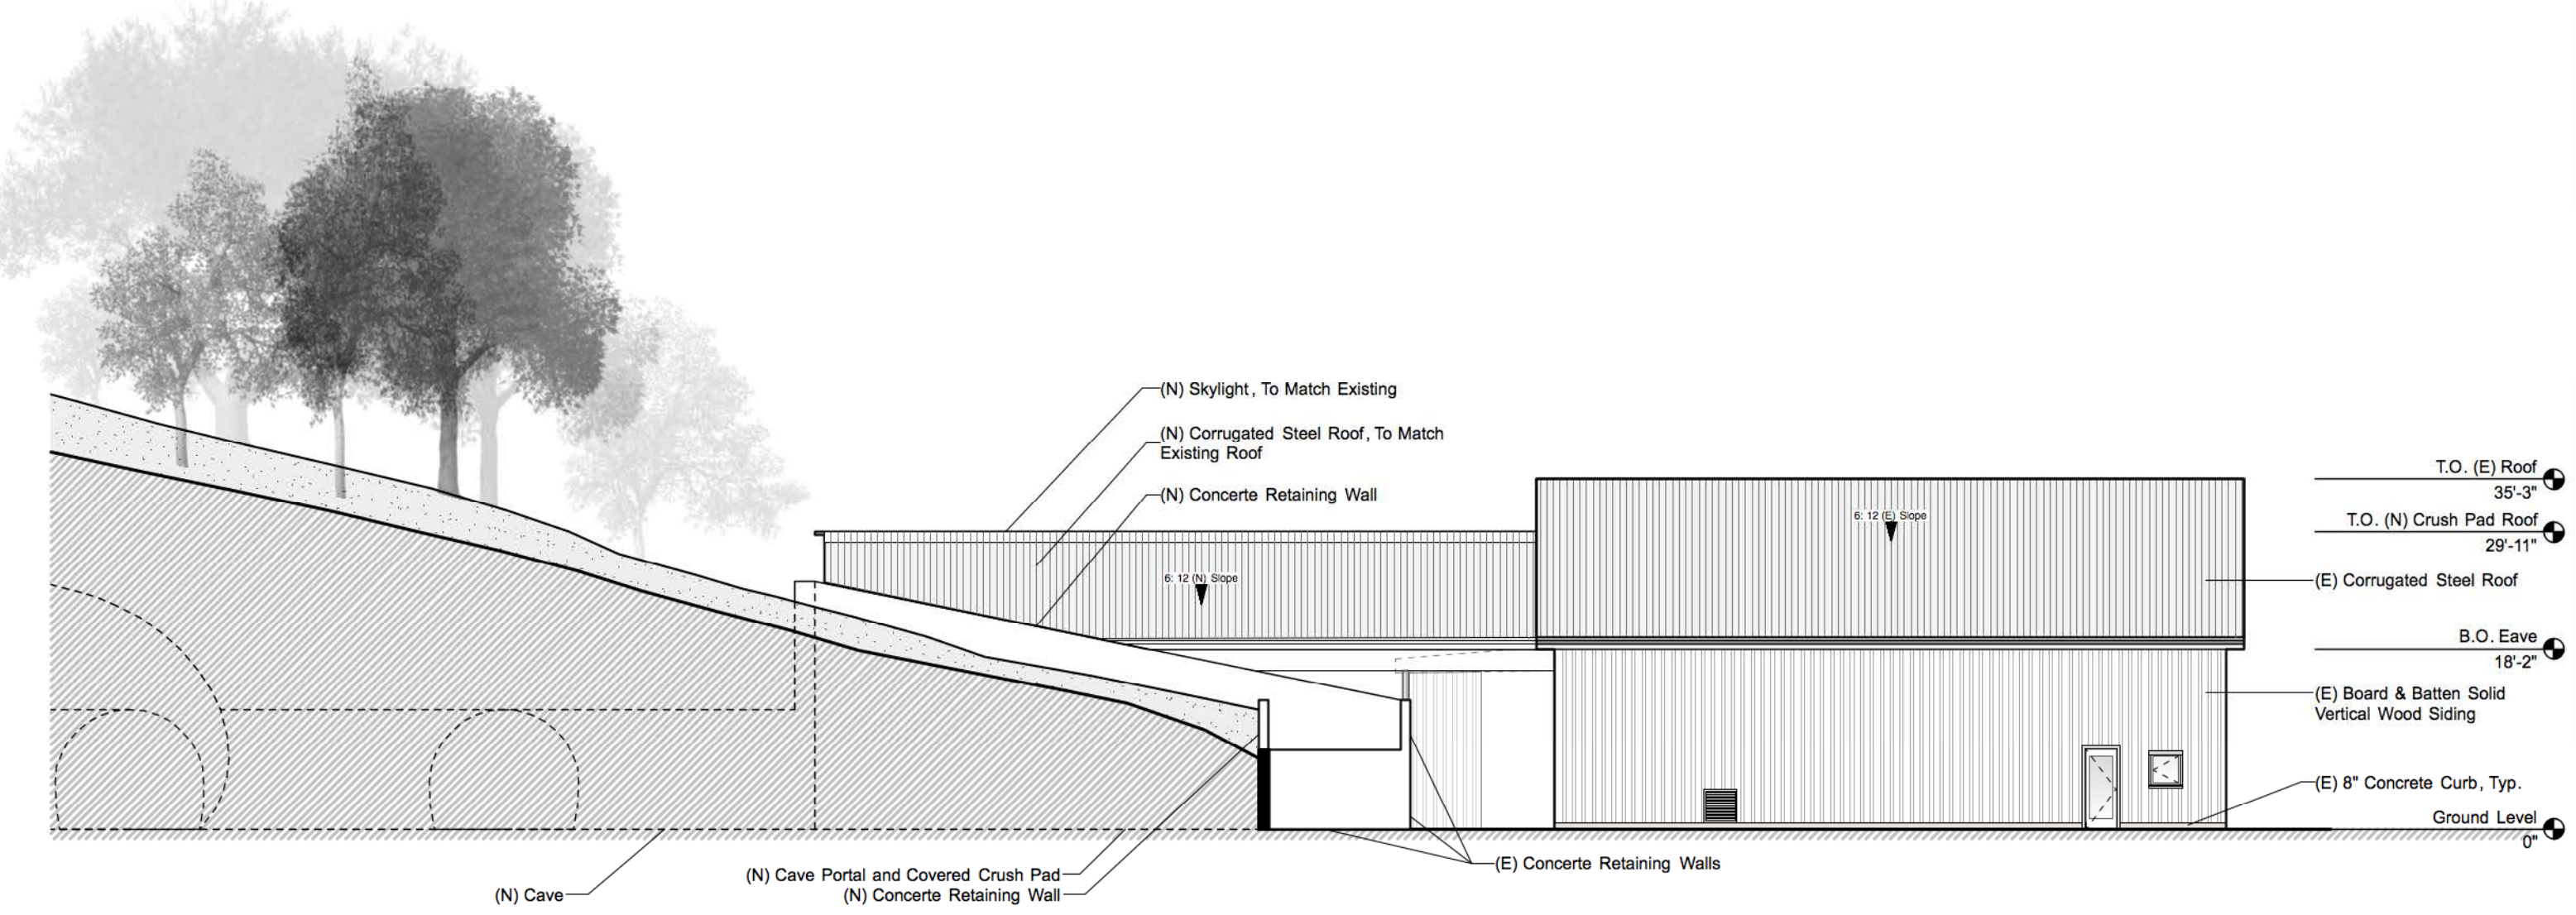 (N) Skylight, To Match Existing
(N) Corrugated Steel Roof, To Match
Existing Roof
(N) Concerte Retaining Wall
6: 12 (N) Slope
6: 12 (E) Slope
T.O. (E) Roof
35'-3"
T.O. (N) Crush Pad Roof
29'-11"
(E) Corrugated Steel Roof
B.O. Eave
18'-2"
(E) Board & Batten Solid
Vertical Wood Siding
(E) 8" Concrete Curb, Typ.
Ground Level
0"
(E) Concerte Retaining Walls
(N) Cave Portal and Covered Crush Pad
(N) Concerte Retaining Wall
(N) Cave